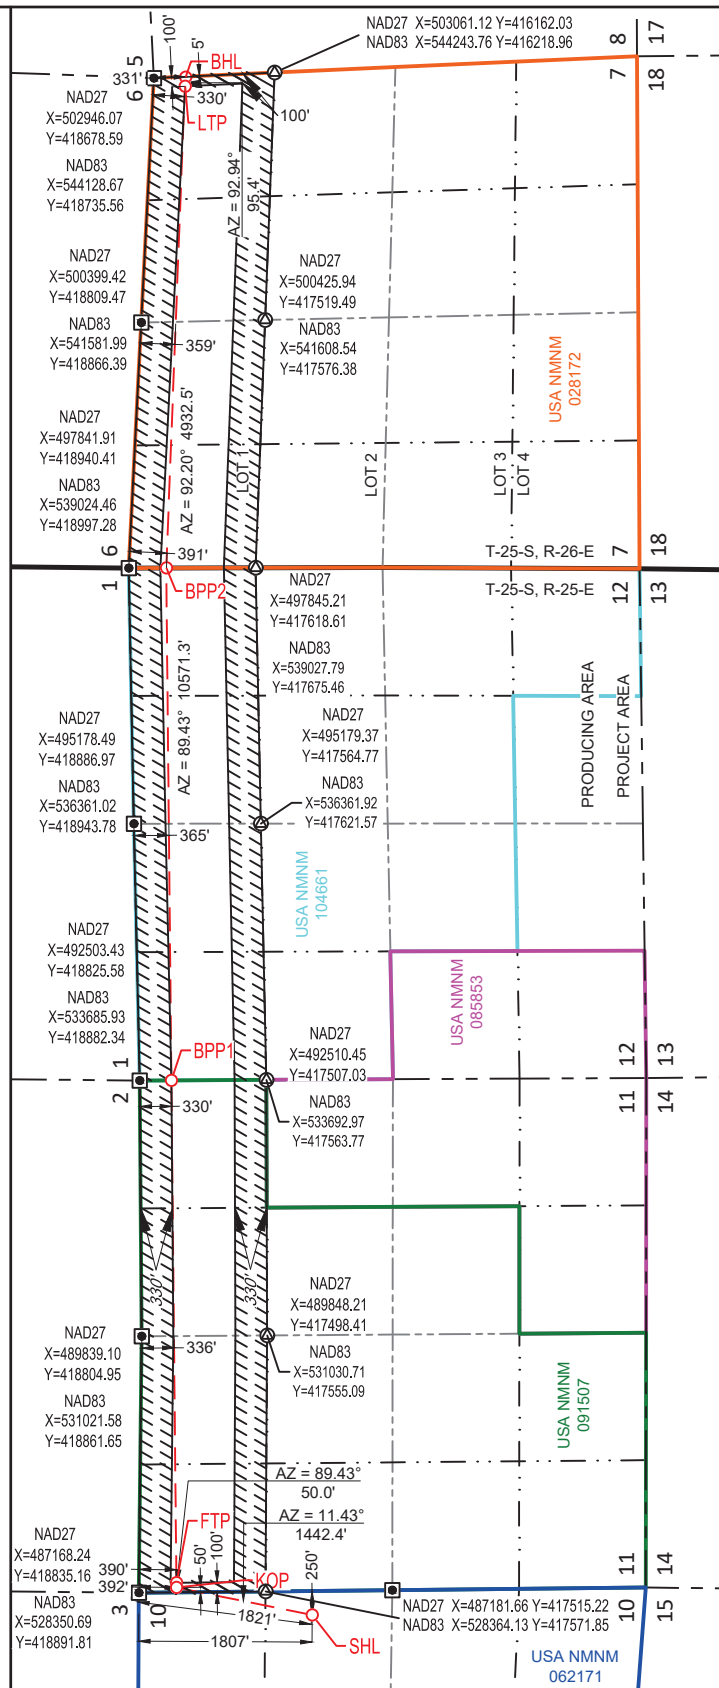 NAD27 X=503061.12 Y=416162.03
NAD83 X=544243.76 Y=416218.96
8
17
7
18
100'
5'
5
6
331'
BHL
330'
LTP
100'
NAD27
X=502946.07
Y=418678.59
NAD83
X=544128.67
Y=418735.56
AZ = 92.94°
95.4'
NAD27
X=500399.42
Y=418809.47
NAD83
X=541581.99
Y=418866.39
NAD27
X=500425.94
Y=417519.49
NAD83
X=541608.54
Y=417576.38
359'
AZ = 92.20° 4932.5'
USA NMNM
028172
NAD27
X=497841.91
Y=418940.41
NAD83
X=539024.46
Y=418997.28
LOT 1
LOT 2
LOT 3
LOT 4
6
1
391'
BPP2
T-25-S, R-26-E
T-25-S, R-25-E
7
18
12
13
NAD27
X=497845.21
Y=417618.61
NAD83
X=539027.79
Y=417675.46
AZ = 89.43° 10571.3'
NAD27
X=495178.49
Y=418886.97
NAD83
X=536361.02
Y=418943.78
NAD27
X=495179.37
Y=417564.77
NAD83
X=536361.92
Y=417621.57
PRODUCING AREA
PROJECT AREA
365'
USA NMNM
104661
NAD27
X=492503.43
Y=418825.58
NAD83
X=533685.93
Y=418882.34
USA NMNM
085853
1
2
BPP1
330'
NAD27
X=492510.45
Y=417507.03
NAD83
X=533692.97
Y=417563.77
12
13
11
14
330'
330'
NAD27
X=489848.21
Y=417498.41
NAD83
X=531030.71
Y=417555.09
336'
NAD27
X=489839.10
Y=418804.95
NAD83
X=531021.58
Y=418861.65
USA NMNM
091507
AZ = 89.43°
50.0'
AZ = 11.43°
1442.4'
FTP
50'
100'
KOP
250'
NAD27
X=487168.24
Y=418835.16
NAD83
X=528350.69
Y=418891.81
390'
392'
3
10
1821'
1807'
SHL
NAD27 X=487181.66 Y=417515.22
NAD83 X=528364.13 Y=417571.85
11
14
10
15
USA NMNM
062171